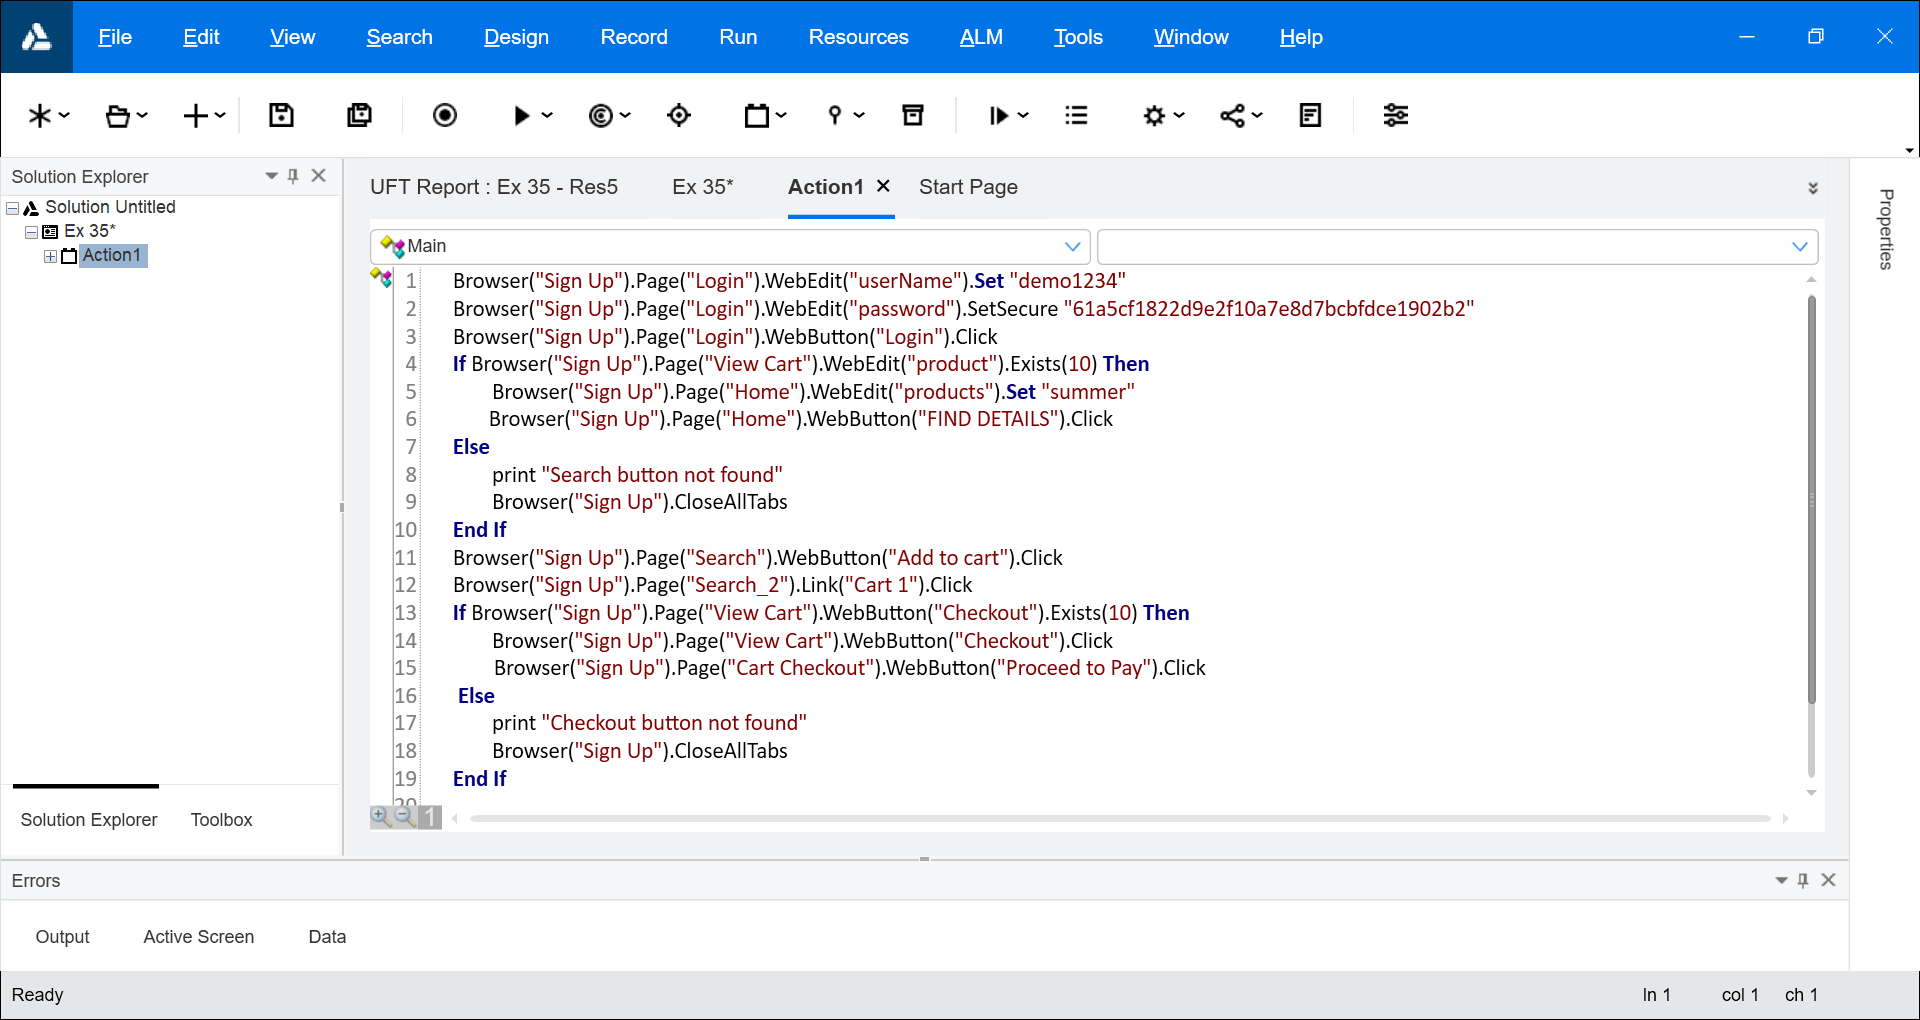 File Edit View Search Design Record Run Resources ALM Tools Window Help
Solution Explorer
Solution Untitled
Ex 35*
Action1
UFT Report : Ex 35 - Res5 Ex 35* Action1 Start Page
Main
1 Browser("Sign Up").Page("Login").WebEdit("userName").Set "demo1234"
2 Browser("Sign Up").Page("Login").WebEdit("password").SetSecure "61a5cf1822d9e2f10a7e8d7bcbfdce1902b2"
3 Browser("Sign Up").Page("Login").WebButton("Login").Click
4 If Browser("Sign Up").Page("View Cart").WebEdit("product").Exists(10) Then
5 Browser("Sign Up").Page("Home").WebEdit("products").Set "summer"
6 Browser("Sign Up").Page("Home").WebButton("FIND DETAILS").Click
7 Else
8 print "Search button not found"
9 Browser("Sign Up").CloseAllTabs
10 End If
11 Browser("Sign Up").Page("Search").WebButton("Add to cart").Click
12 Browser("Sign Up").Page("Search_2").Link("Cart 1").Click
13 If Browser("Sign Up").Page("View Cart").WebButton("Checkout").Exists(10) Then
14 Browser("Sign Up").Page("View Cart").WebButton("Checkout").Click
15 Browser("Sign Up").Page("Cart Checkout").WebButton("Proceed to Pay").Click
16 Else
17 print "Checkout button not found"
18 Browser("Sign Up").CloseAllTabs
19 End If
20
1
Properties
Solution Explorer Toolbox
Errors
Output Active Screen Data
Ready ln 1 col 1 ch 1